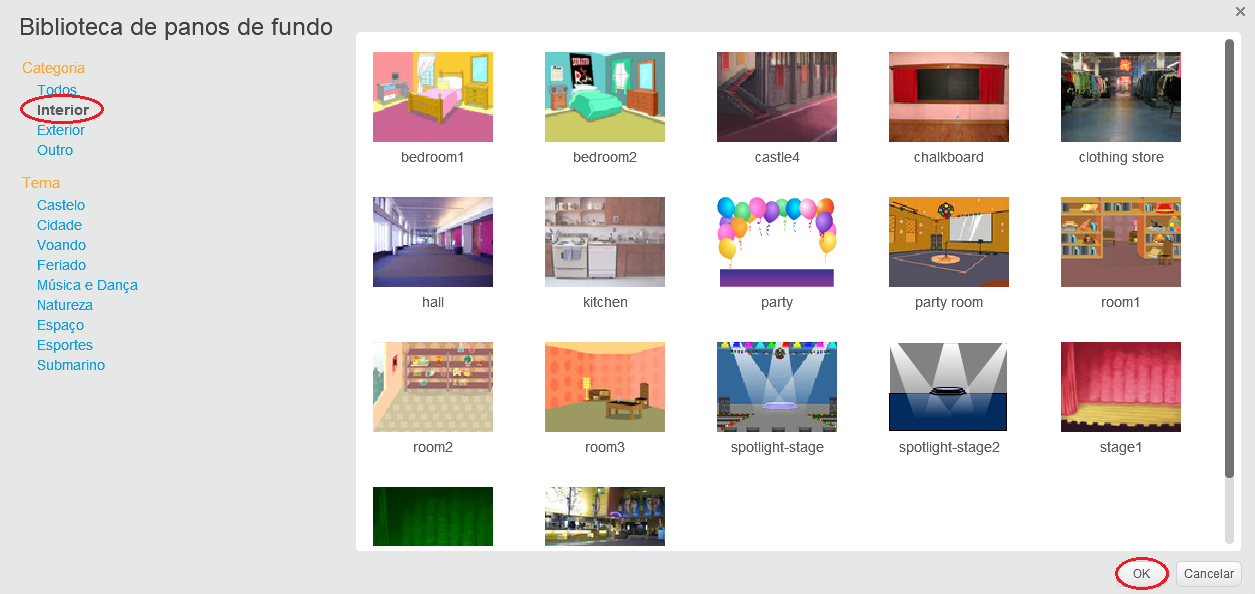 Biblioteca de panos de fundo
Categoria
Todos
Interior
Exterior
Outro
Tema
Castelo
Cidade
Voando
Feriado
Música e Dança
Natureza
Espaço
Esportes
Submarino
bedroom1 bedroom2 castle4 chalkboard clothing store
hall kitchen party party room room1
room2 room3 spotlight-stage spotlight-stage2 stage1
OK Cancelar